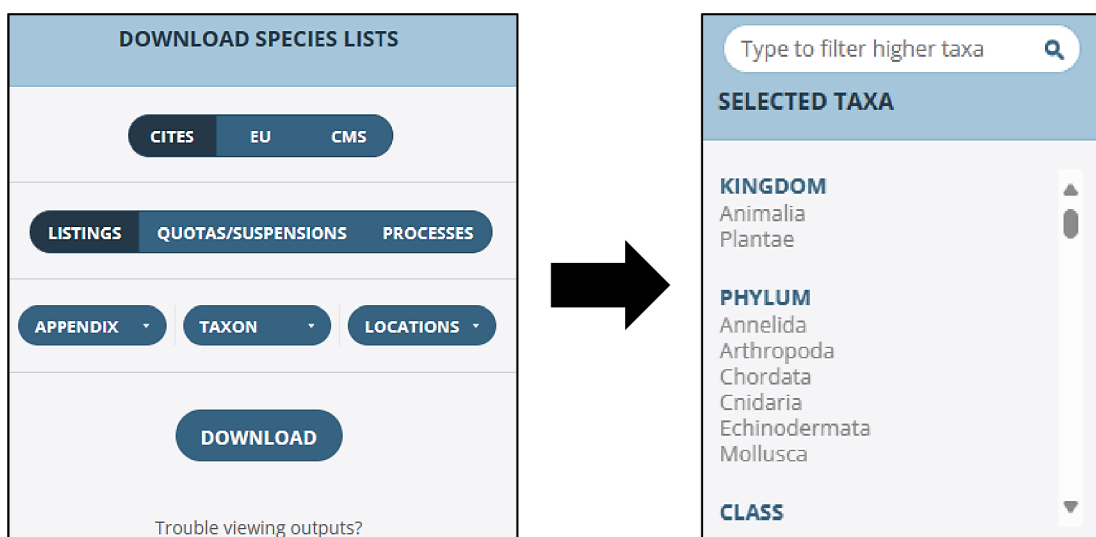 DOWNLOAD SPECIES LISTS
CITES EU CMS
LISTINGS QUOTAS/SUSPENSIONS PROCESSES
APPENDIX TAXON LOCATIONS
DOWNLOAD
Trouble viewing outputs?
Type to filter higher taxa
SELECTED TAXA
KINGDOM
Animalia
Plantae
PHYLUM
Annelida
Arthropoda
Chordata
Cnidaria
Echinodermata
Mollusca
CLASS